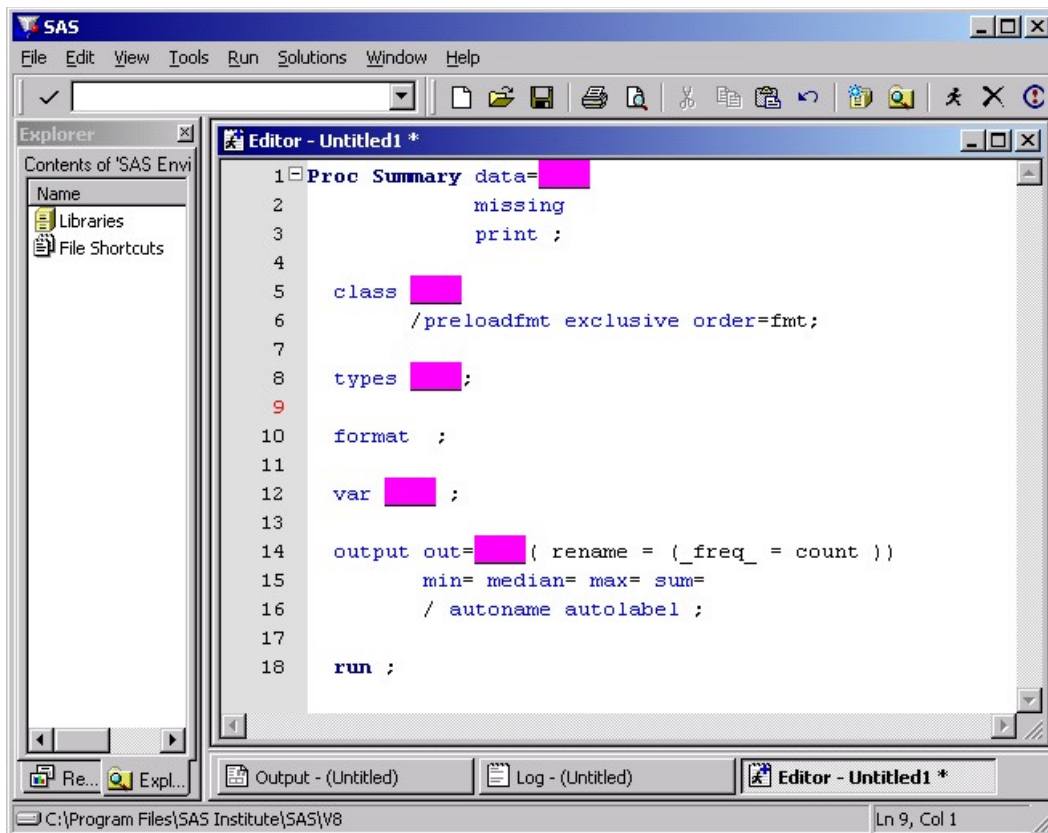 SAS
File Edit View Tools Run Solutions Window Help
Explorer
Contents of 'SAS Envi
Name
Libraries
File Shortcuts
Editor - Untitled1 *
1 Proc Summary data=
2 missing
3 print ;
4
5 class
6 /preloadfmt exclusive order=fmt;
7
8 types ;
9
10 format ;
11
12 var ;
13
14 output out= ( rename = (_freq_ = count ))
15 min= median= max= sum=
16 / autoname autolabel ;
17
18 run ;
Re... Expl...
Output - (Untitled) Log - (Untitled) Editor - Untitled1 *
C:\Program Files\SAS Institute\SAS\V8 Ln 9, Col 1